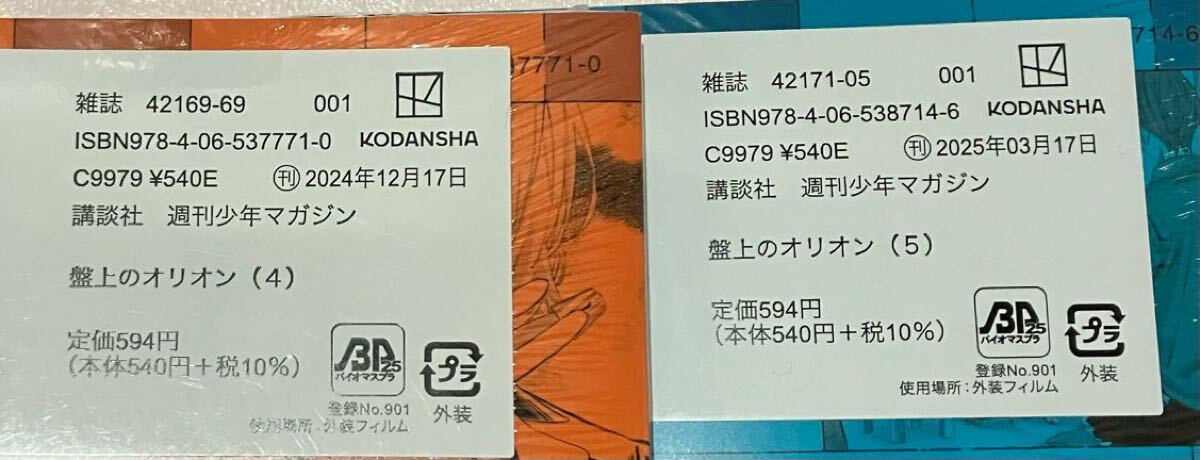 7771-0
雑誌 42169-69 001
ISBN978-4-06-537771-0 KODANSHA
C9979 ¥540E ㊞2024年12月17日
講談社 週刊少年マガジン
盤上のオリオン（4）
定価594円
（本体540円＋税10％）
BP25
バイオマスプラ
登録No.901
使用場所：外装フィルム
プラ
外装
714-6
雑誌 42171-05 001
ISBN978-4-06-538714-6 KODANSHA
C9979 ¥540E 刊2025年03月17日
講談社 週刊少年マガジン
盤上のオリオン（5）
定価594円
（本体540円＋税10％）
BP25
バイオマスプラ
登録No.901
使用場所：外装フィルム
プラ
外装